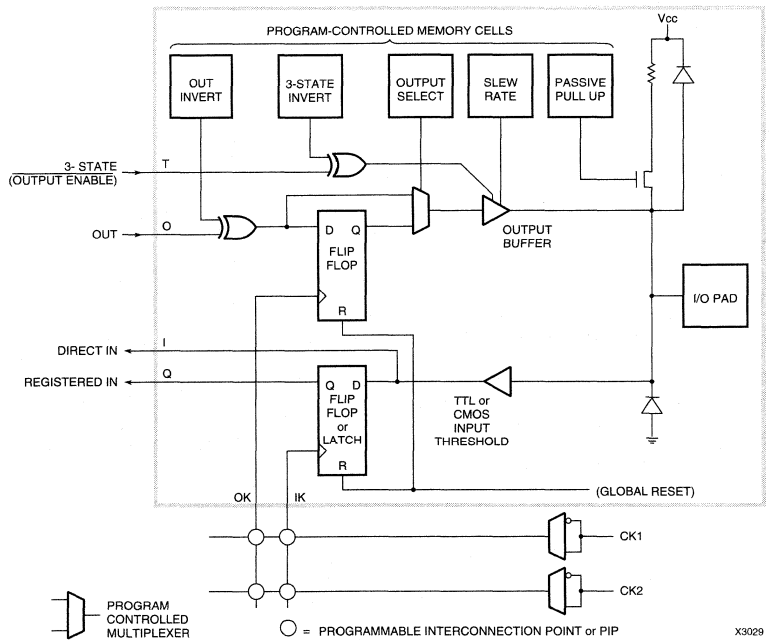 PROGRAM-CONTROLLED MEMORY CELLS
Vcc
OUT
INVERT
3-STATE
INVERT
OUTPUT
SELECT
SLEW
RATE
PASSIVE
PULL UP
3- STATE
(OUTPUT ENABLE)
T
OUT
O
D Q
FLIP
FLOP
R
OUTPUT
BUFFER
I/O PAD
DIRECT IN
I
REGISTERED IN
Q
Q D
FLIP
FLOP
or
LATCH
R
TTL or
CMOS
INPUT
THRESHOLD
OK
IK
(GLOBAL RESET)
CK1
CK2
PROGRAM
CONTROLLED
MULTIPLEXER
= PROGRAMMABLE INTERCONNECTION POINT or PIP
X3029